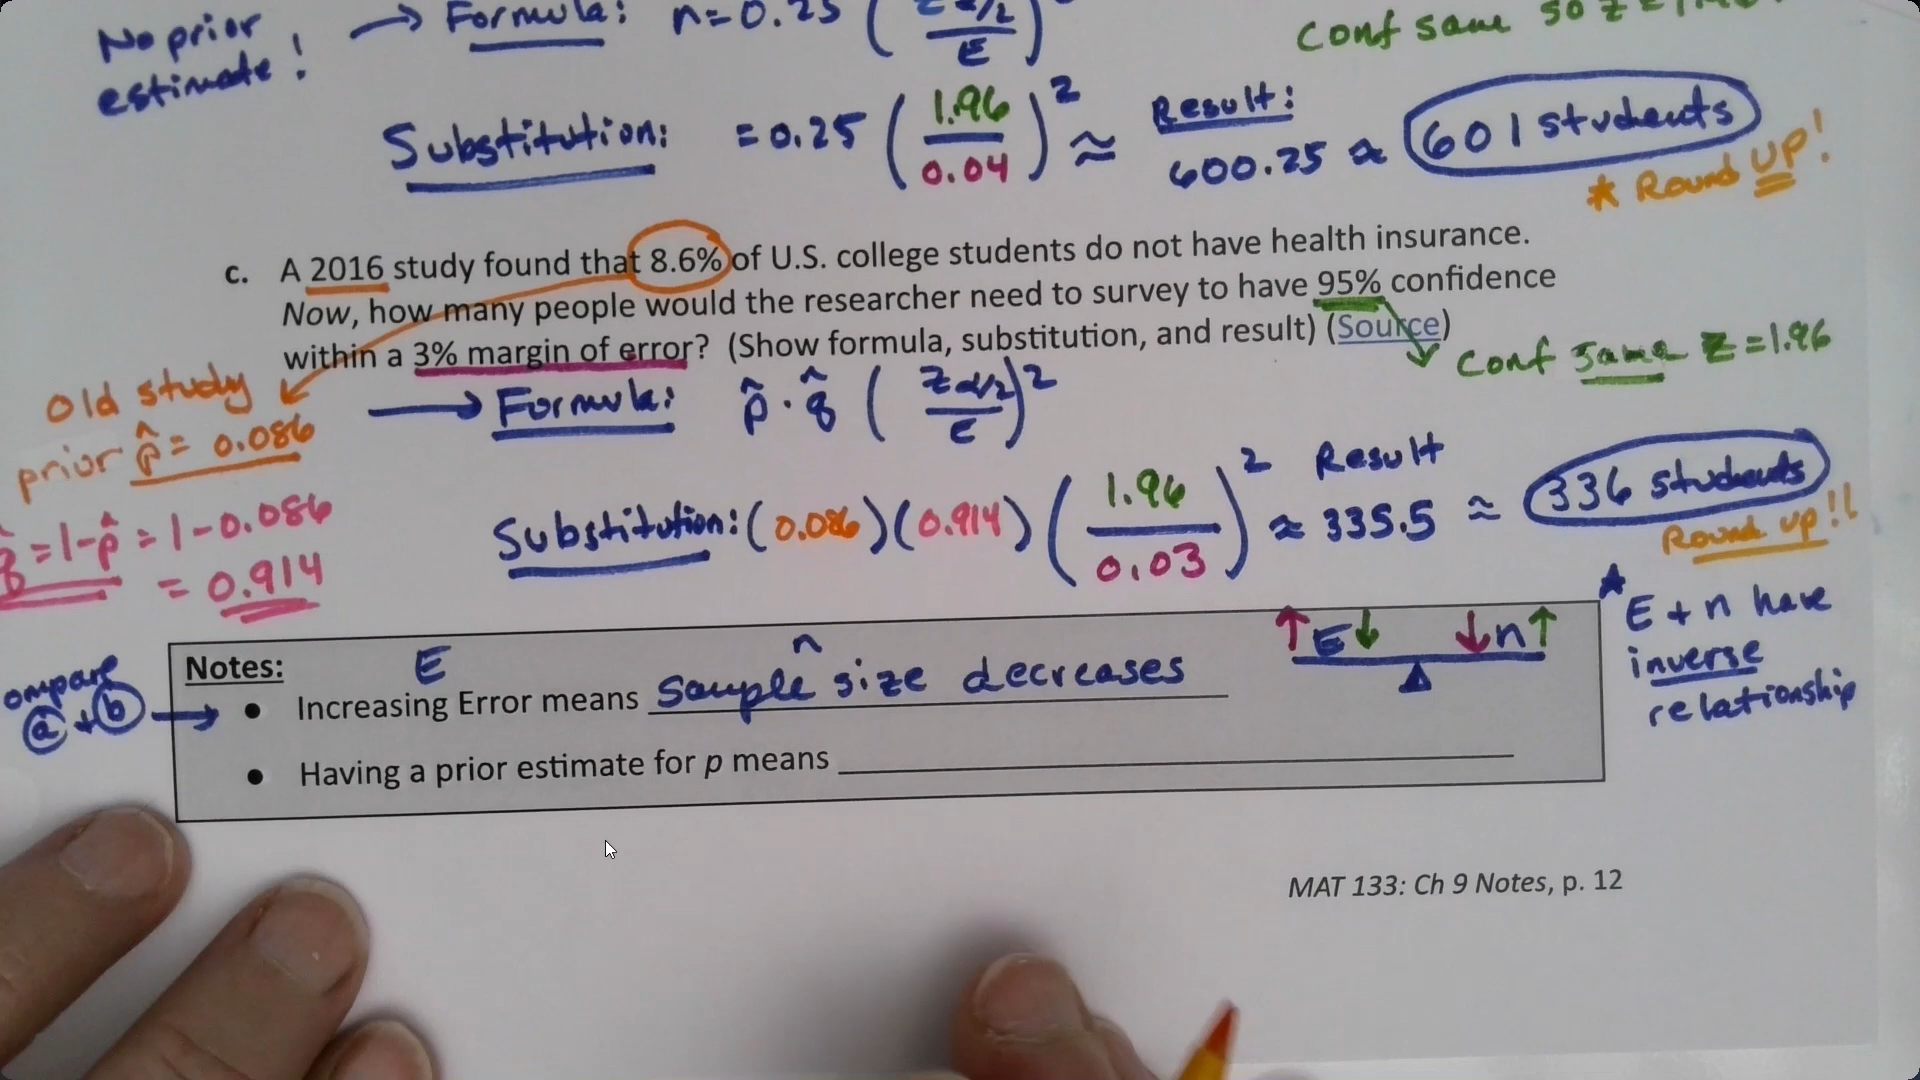 No prior → Formula: n=0.25 (Zα/2/E)
estimate!
Conf same so z=1.96
Substitution: = 0.25 (1.96/0.04)² ≈ Result: 600.25 ≈ 601 students
* Round UP!
c. A 2016 study found that 8.6% of U.S. college students do not have health insurance.
Now, how many people would the researcher need to survey to have 95% confidence
within a 3% margin of error? (Show formula, substitution, and result) (Source)
Conf same Z=1.96
Old study
prior p̂ = 0.086
→ Formula: p̂ · q̂ (Zα/2/E)²
q̂ = 1-p̂ = 1-0.086
= 0.914
Substitution: (0.086)(0.914)(1.96/0.03)² ≈ Result 335.5 ≈ 336 students
Round up!!
Notes:
E n
• Increasing Error means sample size decreases
↑E↓ ↓n↑
* E + n have
inverse
relationship
ompare
a + b →
• Having a prior estimate for p means
MAT 133: Ch 9 Notes, p. 12